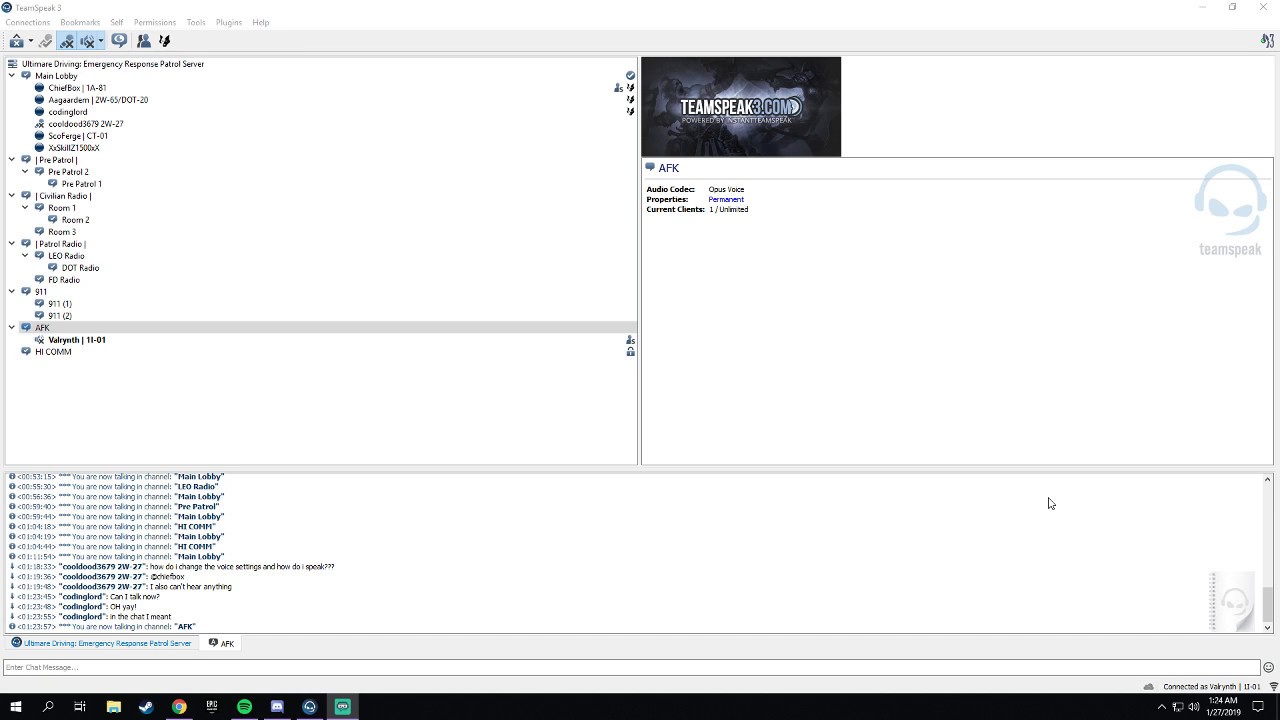 TeamSpeak 3
Connections Bookmarks Self Permissions Tools Plugins Help
Ultimare Driving: Emergency Response Patrol Server
Main Lobby
ChiefBox | 1A-81
Aagaardem | 2W-65/DOT-20
codinglord
cooldood3679 2W-27
ScoFerge | CT-01
XxSkillZ1500xX
| Pre Patrol |
Pre Patrol 2
Pre Patrol 1
| Civilian Radio |
Room 1
Room 2
Room 3
| Patrol Radio |
LEO Radio
DOT Radio
FD Radio
911
911 (1)
911 (2)
AFK
Valrynth | 1I-01
HI COMM
TEAMSPEAK3.COM
POWERED BY INSTANTTEAMSPEAK
AFK
Audio Codec: Opus Voice
Properties: Permanent
Current Clients: 1 / Unlimited
teamspeak
<00:53:15> *** You are now talking in channel: "Main Lobby"
<00:55:30> *** You are now talking in channel: "LEO Radio"
<00:56:36> *** You are now talking in channel: "Main Lobby"
<00:59:40> *** You are now talking in channel: "Pre Patrol"
<00:59:44> *** You are now talking in channel: "Main Lobby"
<01:04:18> *** You are now talking in channel: "HI COMM"
<01:04:19> *** You are now talking in channel: "Main Lobby"
<01:04:44> *** You are now talking in channel: "HI COMM"
<01:11:54> *** You are now talking in channel: "Main Lobby"
<01:18:33> "cooldood3679 2W-27": how do i change the voice settings and how do i speak???
<01:19:36> "cooldood3679 2W-27": @chiefbox
<01:19:48> "cooldood3679 2W-27": I also can't hear anything
<01:23:45> "codinglord": Can I talk now?
<01:23:48> "codinglord": OH yay!
<01:23:55> "codinglord": in the chat I meant
<01:23:57> *** You are now talking in channel: "AFK"
Ultimare Driving: Emergency Response Patrol Server AFK
Enter Chat Message...
Connected as Valrynth | 1I-01
EPIC
1:24 AM
1/27/2019